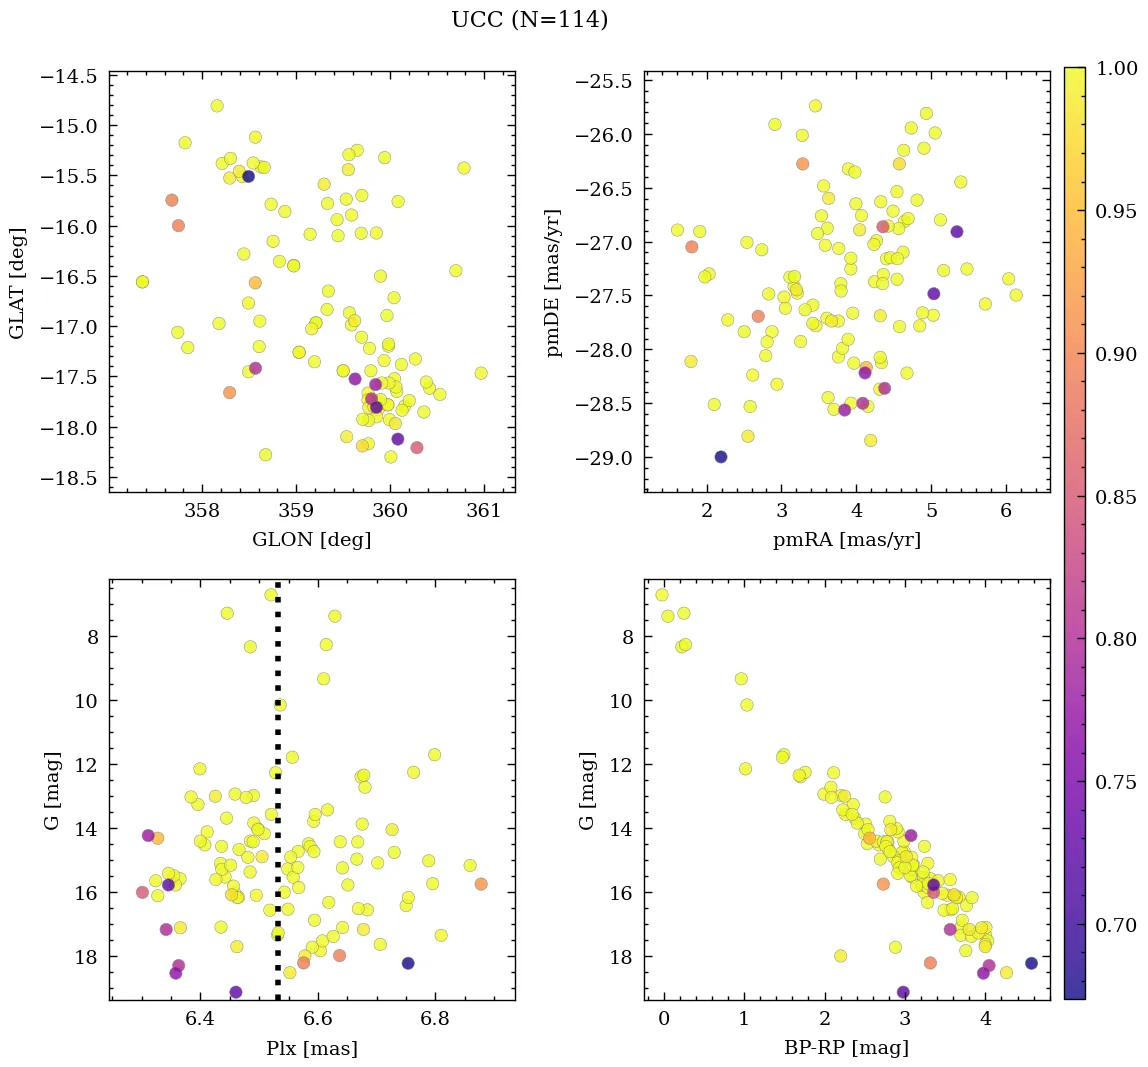 UCC (N=114)
−14.5
−15.0
−15.5
−16.0
−16.5
−17.0
−17.5
−18.0
−18.5
GLAT [deg]
358 359 360 361
GLON [deg]
−25.5
−26.0
−26.5
−27.0
−27.5
−28.0
−28.5
−29.0
pmDE [mas/yr]
2 3 4 5 6
pmRA [mas/yr]
8
10
12
14
16
18
G [mag]
6.4 6.6 6.8
Plx [mas]
8
10
12
14
16
18
G [mag]
0 1 2 3 4
BP-RP [mag]
1.00
0.95
0.90
0.85
0.80
0.75
0.70